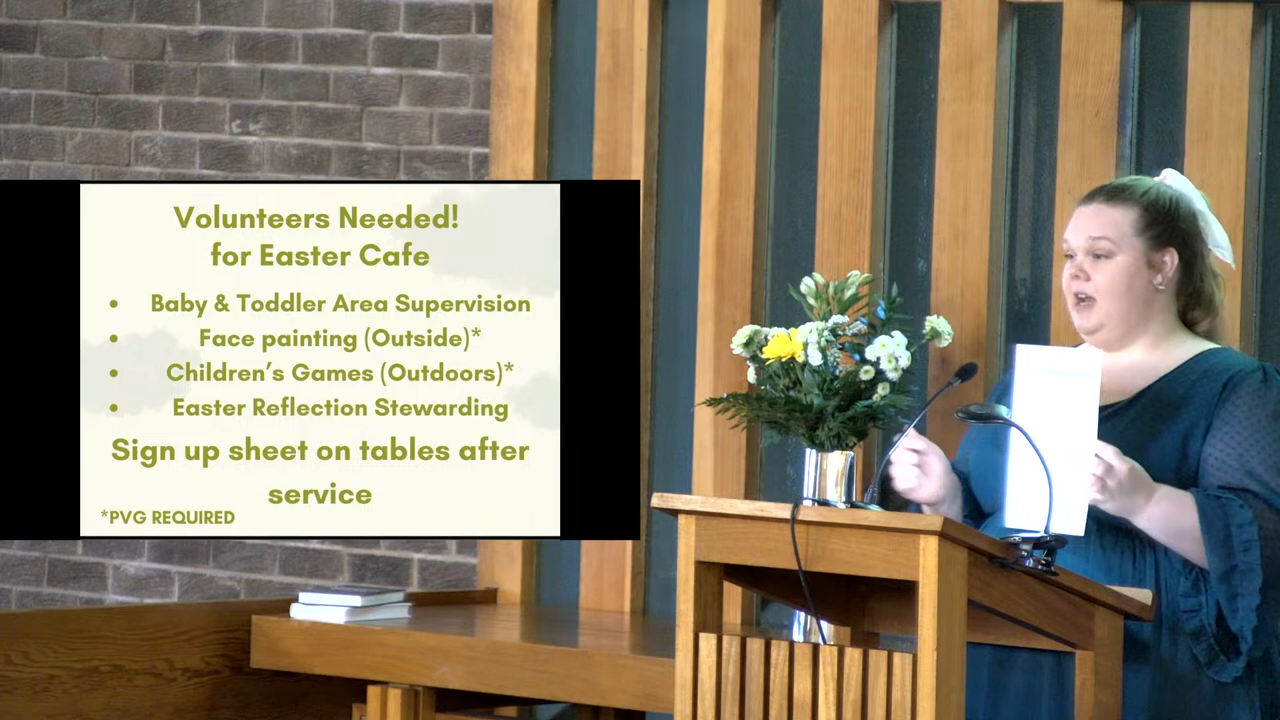 Volunteers Needed!
for Easter Cafe
• Baby & Toddler Area Supervision
• Face painting (Outside)*
• Children’s Games (Outdoors)*
• Easter Reflection Stewarding
Sign up sheet on tables after
service
*PVG REQUIRED